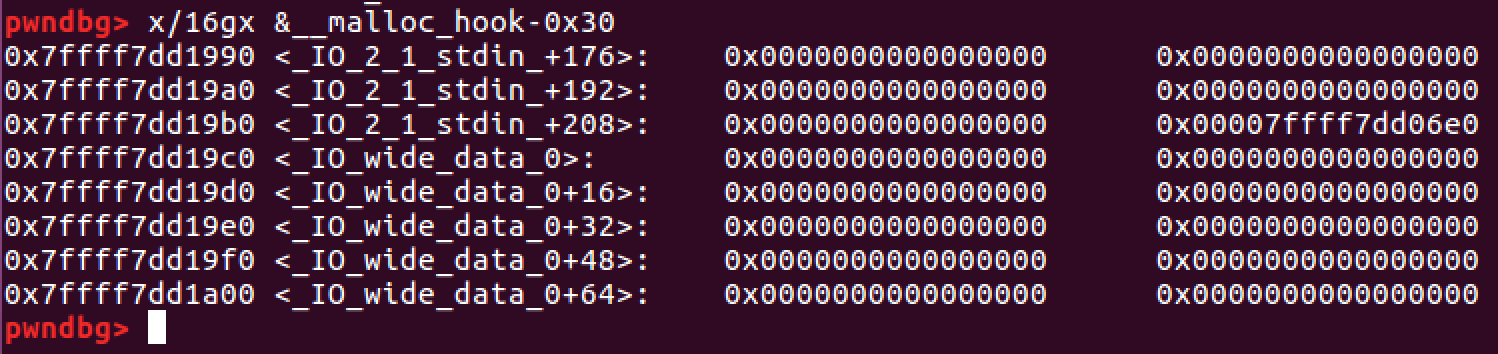 pwndbg> x/16gx &__malloc_hook-0x30
0x7ffff7dd1990 <_IO_2_1_stdin_+176>: 0x0000000000000000 0x0000000000000000
0x7ffff7dd19a0 <_IO_2_1_stdin_+192>: 0x0000000000000000 0x0000000000000000
0x7ffff7dd19b0 <_IO_2_1_stdin_+208>: 0x0000000000000000 0x00007ffff7dd06e0
0x7ffff7dd19c0 <_IO_wide_data_0>: 0x0000000000000000 0x0000000000000000
0x7ffff7dd19d0 <_IO_wide_data_0+16>: 0x0000000000000000 0x0000000000000000
0x7ffff7dd19e0 <_IO_wide_data_0+32>: 0x0000000000000000 0x0000000000000000
0x7ffff7dd19f0 <_IO_wide_data_0+48>: 0x0000000000000000 0x0000000000000000
0x7ffff7dd1a00 <_IO_wide_data_0+64>: 0x0000000000000000 0x0000000000000000
pwndbg>